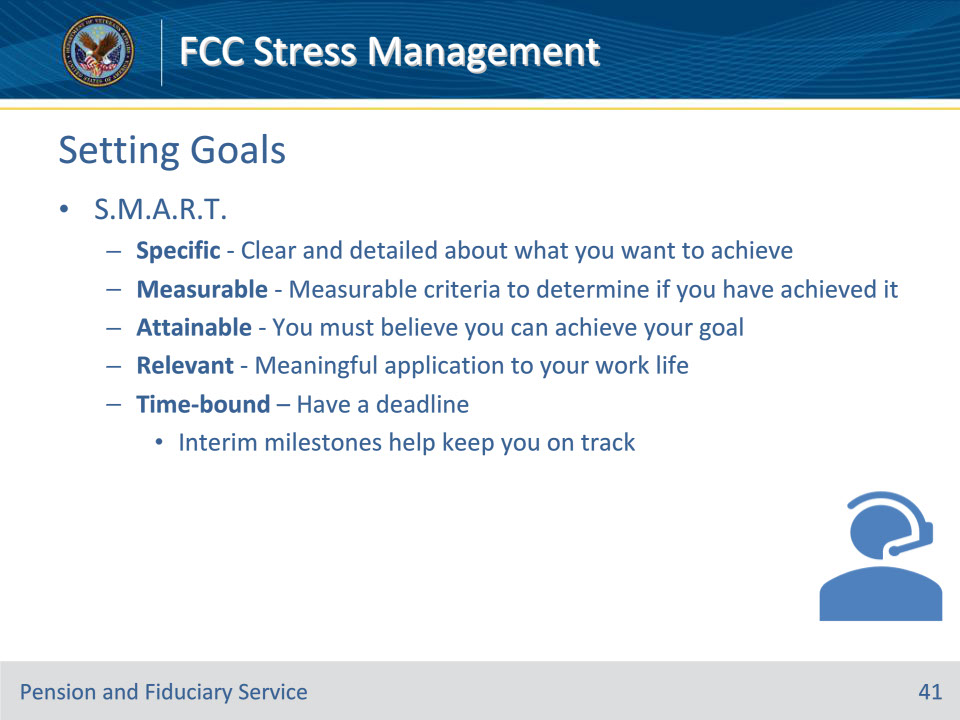 FCC Stress Management
Setting Goals
• S.M.A.R.T.
– Specific - Clear and detailed about what you want to achieve
– Measurable - Measurable criteria to determine if you have achieved it
– Attainable - You must believe you can achieve your goal
– Relevant - Meaningful application to your work life
– Time-bound – Have a deadline
• Interim milestones help keep you on track
Pension and Fiduciary Service
41